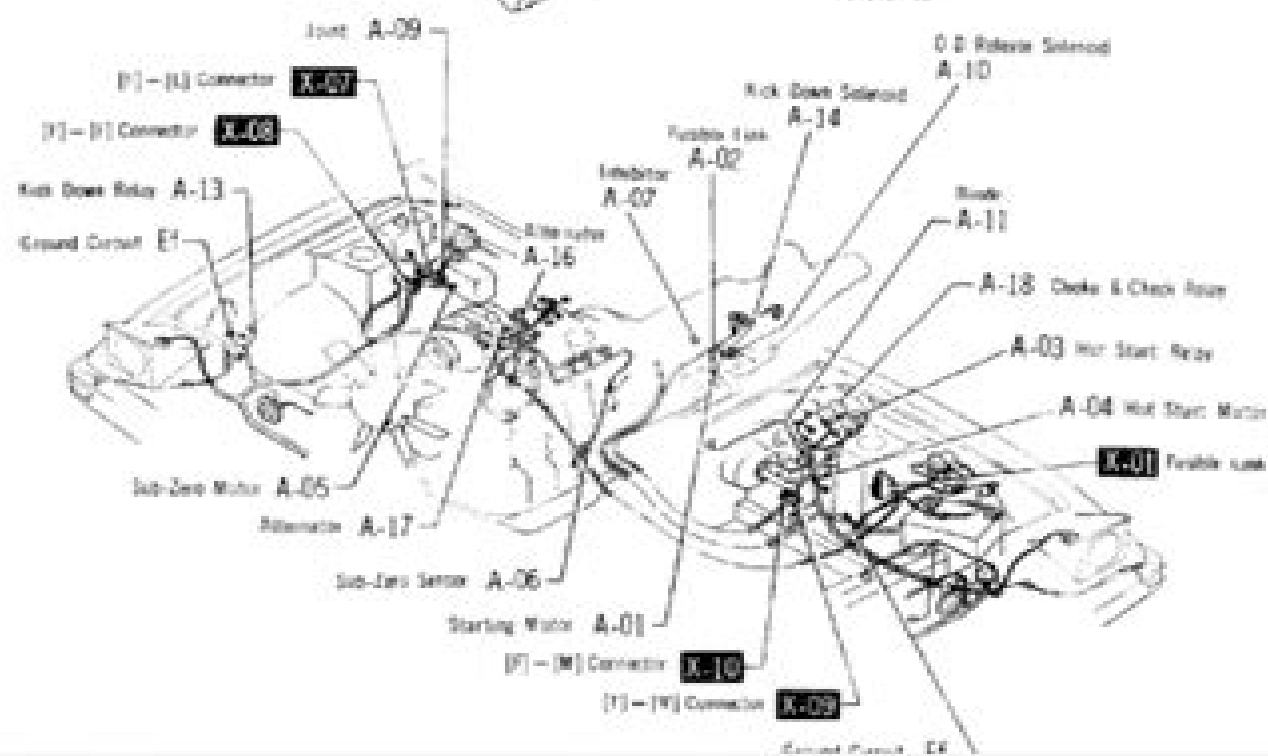 Joint A-09
[F]-[L] Connector X-07
[F]-[I] Connector X-08
Kick Down Relay A-13
Ground Circuit E1
Alternator
A-16
Inhibitor
A-07
Fusible Link
A-02
Kick Down Solenoid
A-14
O D Release Solenoid
A-10
Diode
A-11
A-18 Choke & Check Relay
A-03 Hot Start Relay
A-04 Hot Start Motor
X-01 Fusible Link
Sub-Zero Motor A-05
Alternator A-17
Sub-Zero Sensor A-06
Starting Motor A-01
[F]-[M] Connector X-10
Connector X-09
Ground Circuit